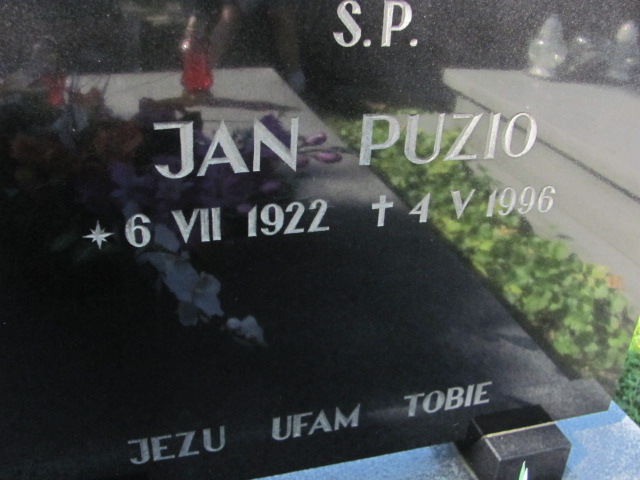 S.P.
JAN PUZIO
* 6 VII 1922 † 4 V 1996
JEZU UFAM TOBIE